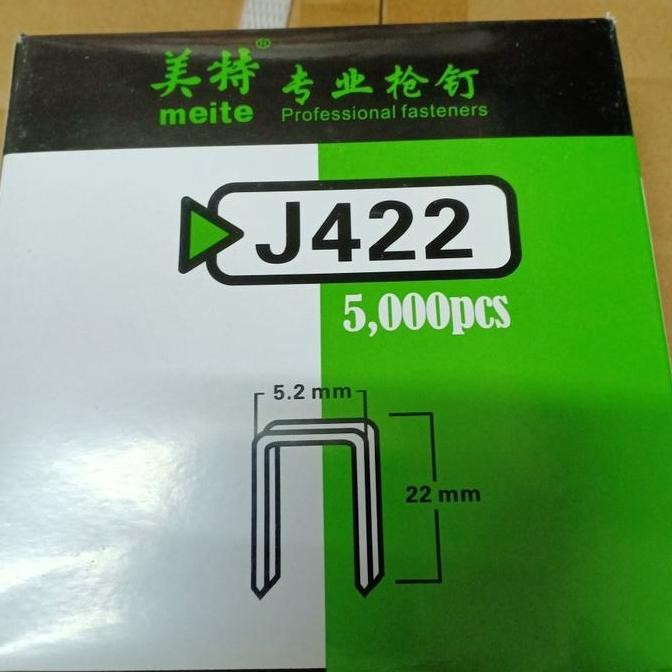 美特® 专业枪钉
meite Professional fasteners
J422
5,000pcs
5.2 mm
22 mm